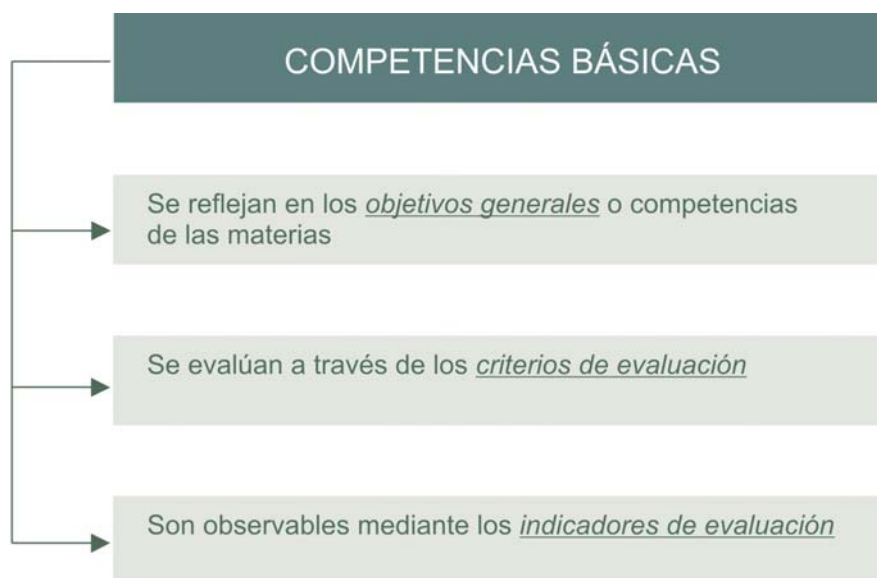 COMPETENCIAS BÁSICAS
Se reflejan en los objetivos generales o competencias
de las materias
Se evalúan a través de los criterios de evaluación
Son observables mediante los indicadores de evaluación